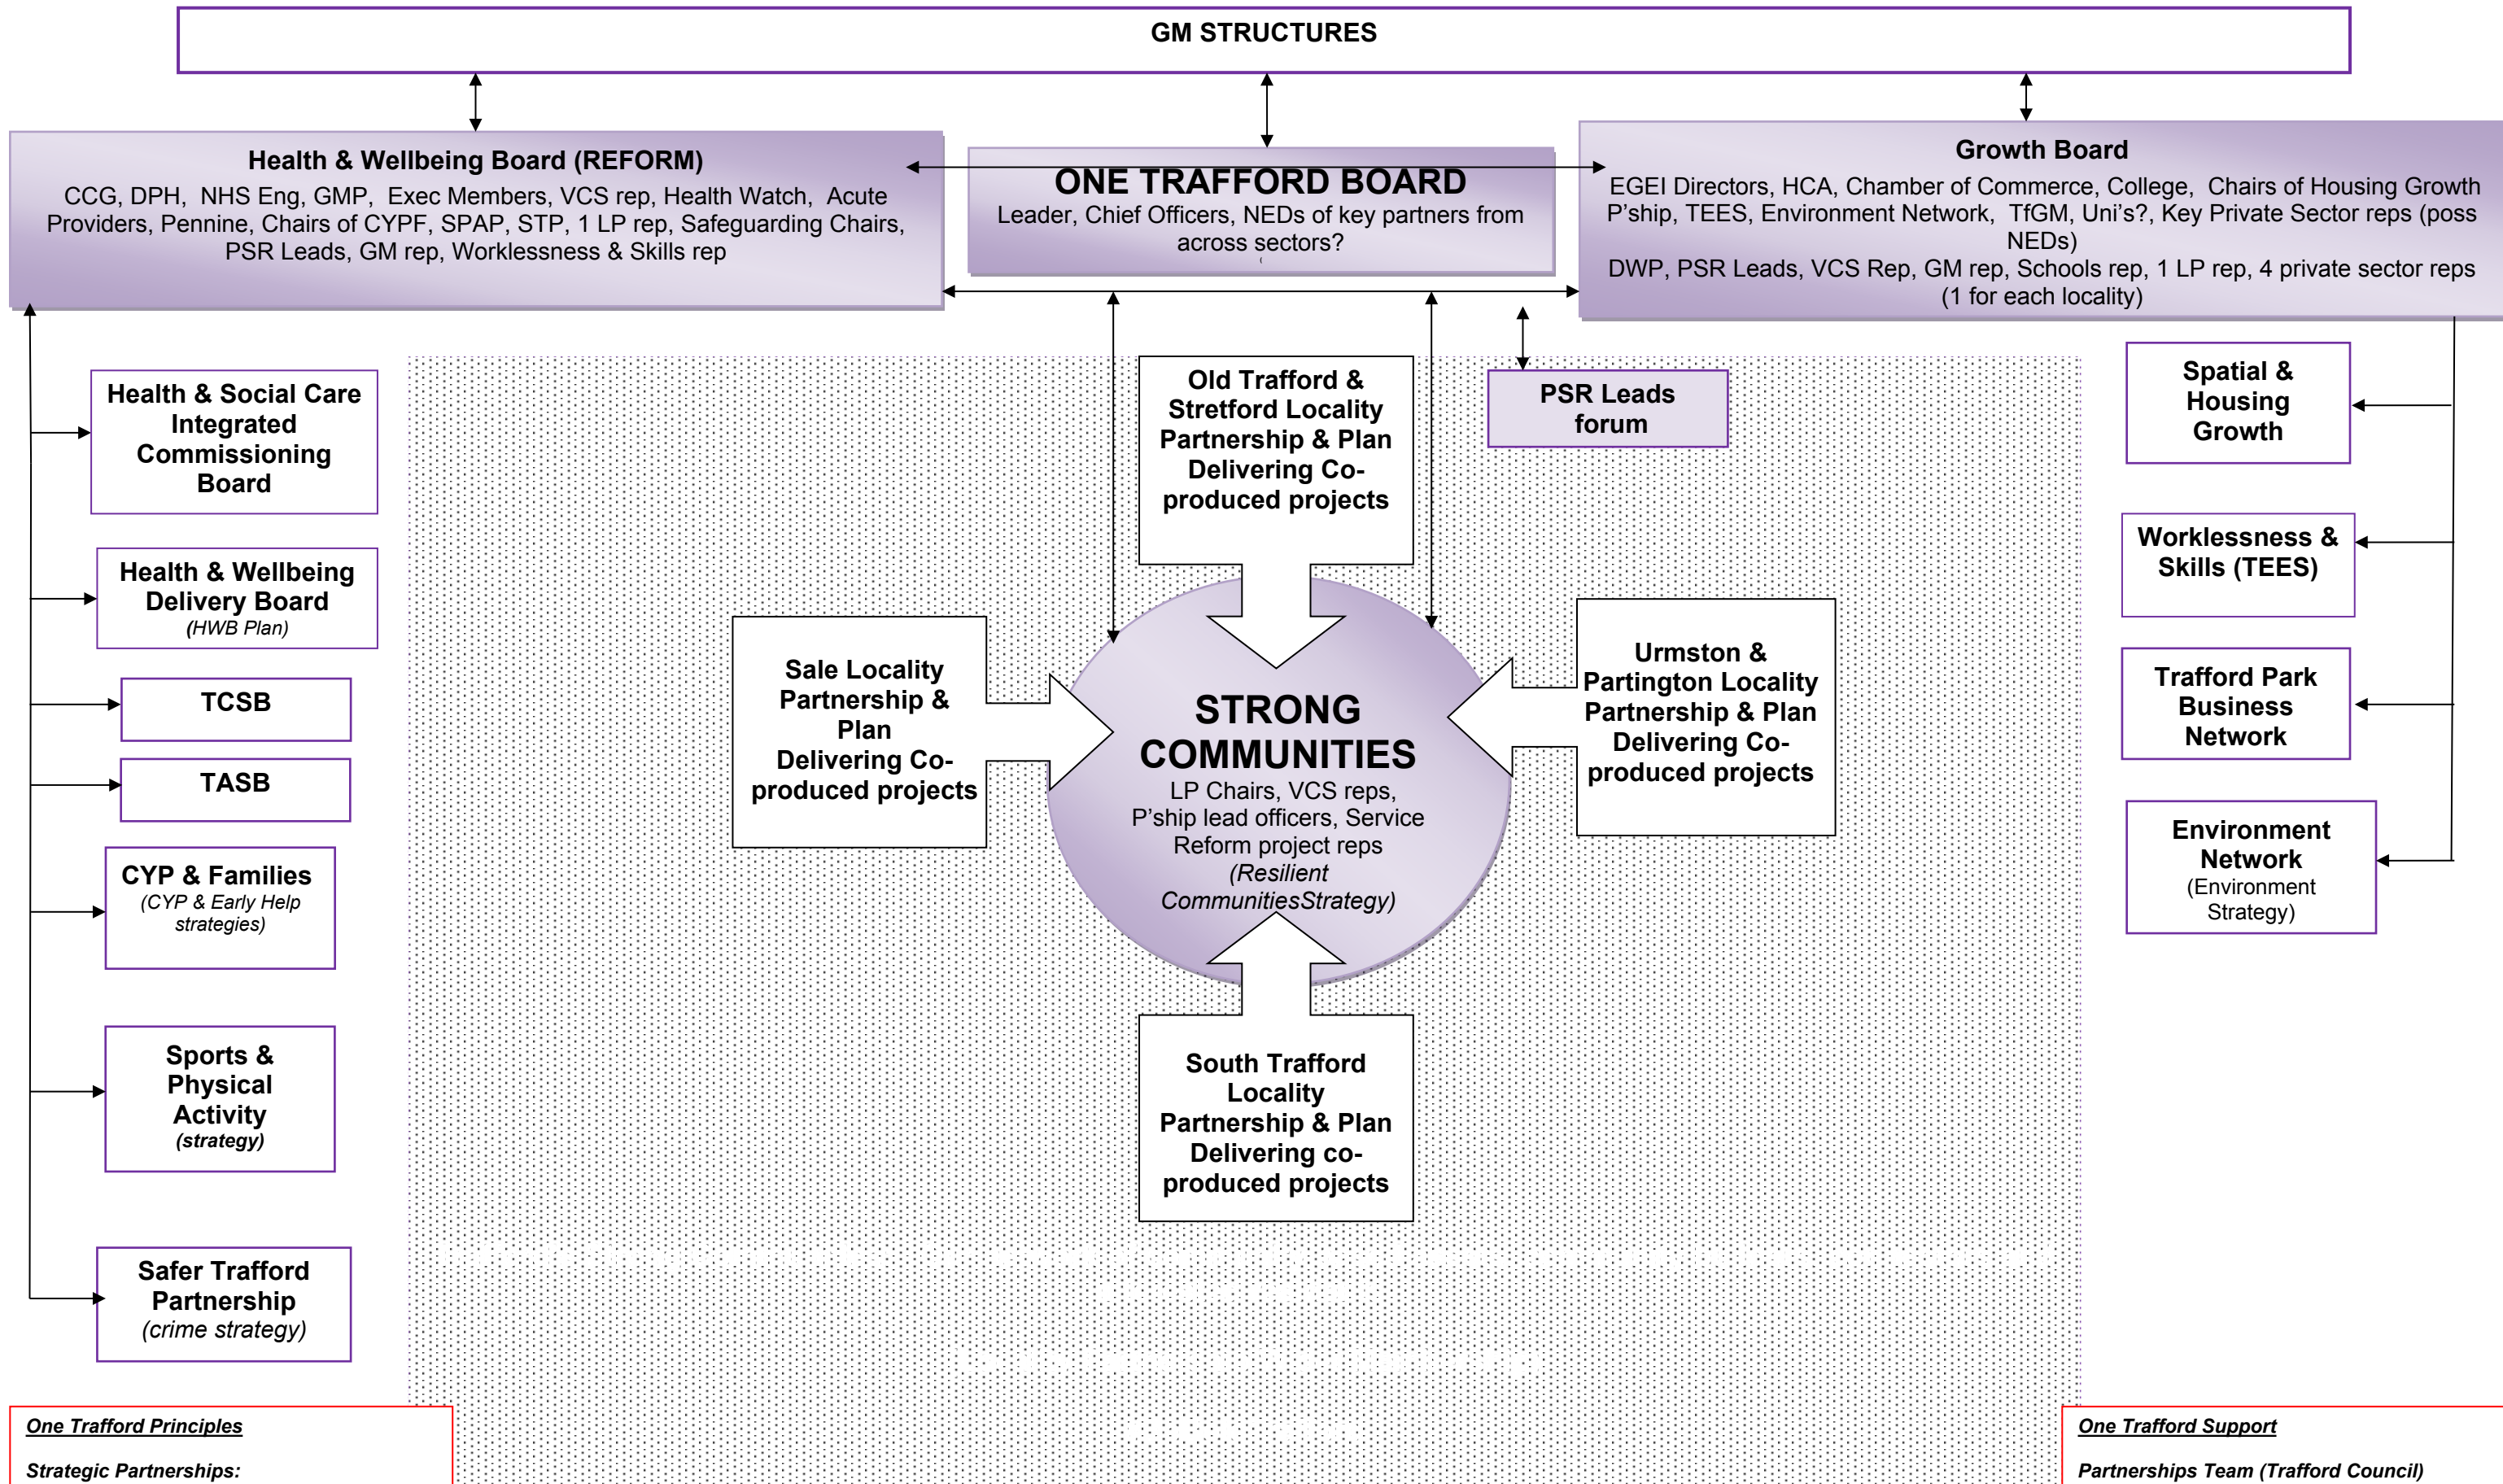 GM STRUCTURES
Health & Wellbeing Board (REFORM)
CCG, DPH, NHS Eng, GMP, Exec Members, VCS rep, Health Watch, Acute
Providers, Pennine, Chairs of CYPF, SPAP, STP, 1 LP rep, Safeguarding Chairs,
PSR Leads, GM rep, Worklessness & Skills rep
ONE TRAFFORD BOARD
Leader, Chief Officers, NEDs of key partners from
across sectors?
(
Growth Board
EGEI Directors, HCA, Chamber of Commerce, College, Chairs of Housing Growth
P'ship, TEES, Environment Network, TfGM, Uni's?, Key Private Sector reps (poss
NEDs)
DWP, PSR Leads, VCS Rep, GM rep, Schools rep, 1 LP rep, 4 private sector reps
(1 for each locality)
Health & Social Care
Integrated
Commissioning
Board
Health & Wellbeing
Delivery Board
(HWB Plan)
TCSB
TASB
CYP & Families
(CYP & Early Help
strategies)
Sports &
Physical
Activity
(strategy)
Safer Trafford
Partnership
(crime strategy)
Old Trafford &
Stretford Locality
Partnership & Plan
Delivering Co-
produced projects
PSR Leads
forum
Sale Locality
Partnership &
Plan
Delivering Co-
produced projects
STRONG
COMMUNITIES
LP Chairs, VCS reps,
P'ship lead officers, Service
Reform project reps
(Resilient
CommunitiesStrategy)
Urmston &
Partington Locality
Partnership & Plan
Delivering Co-
produced projects
South Trafford
Locality
Partnership & Plan
Delivering co-
produced projects
Spatial &
Housing
Growth
Worklessness &
Skills (TEES)
Trafford Park
Business
Network
Environment
Network
(Environment
Strategy)
One Trafford Principles
Strategic Partnerships:
One Trafford Support
Partnerships Team (Trafford Council)